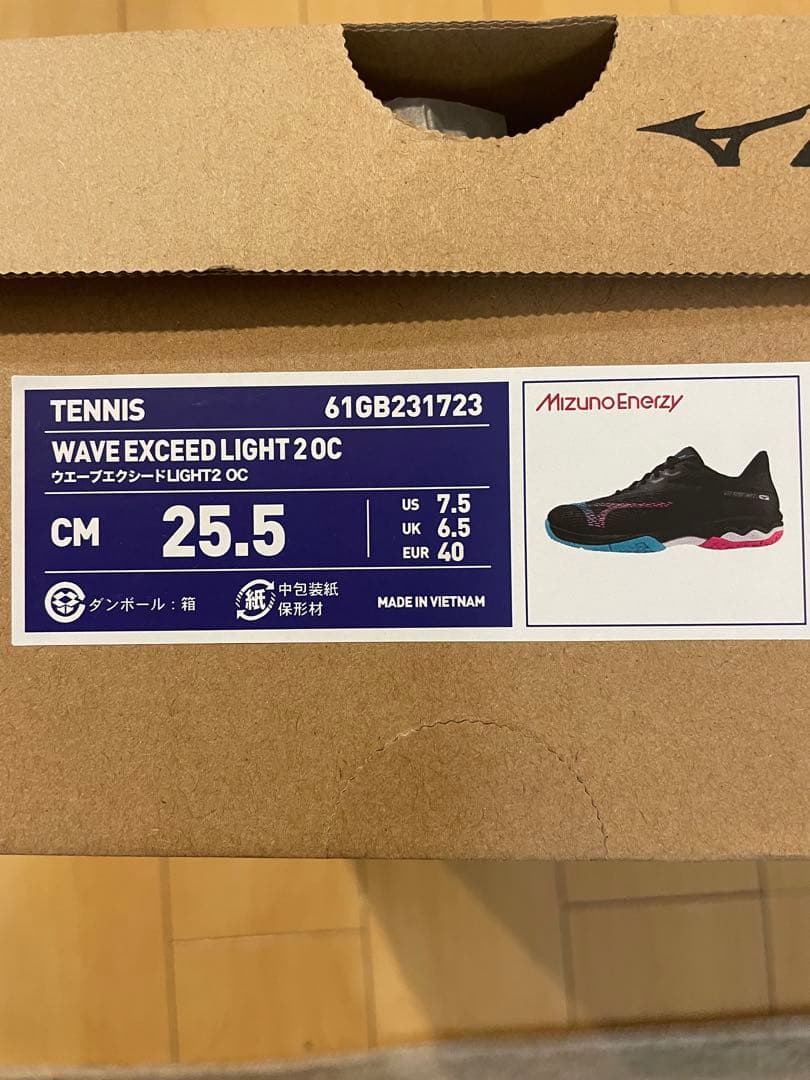 TENNIS 61GB231723
WAVE EXCEED LIGHT 2 OC
ウエーブエクシードLIGHT2 OC
CM 25.5
US 7.5
UK 6.5
EUR 40
ダンボール：箱
紙 中包装紙
保形材
MADE IN VIETNAM
MIZUNO ENERZY